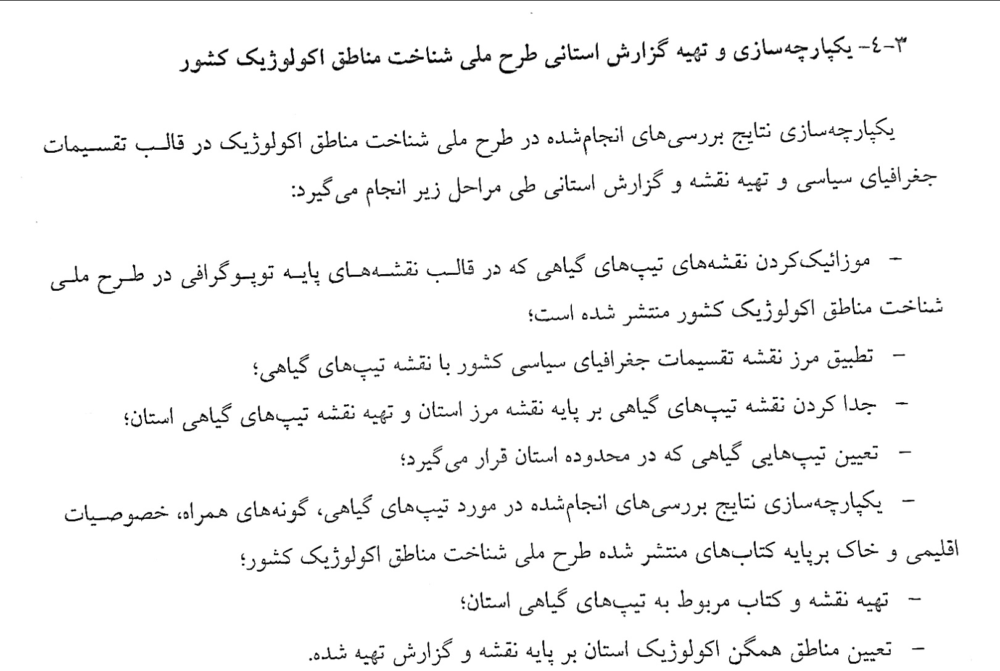 ۳-٤- یکپارچه‌سازی و تهیه گزارش استانی طرح ملی شناخت مناطق اکولوژیک کشور
یکپارچه‌سازی نتایج بررسی‌های انجام‌شده در طرح ملی شناخت مناطق اکولوژیک در قالب تقسیمات
جغرافیای سیاسی و تهیه نقشه و گزارش استانی طی مراحل زیر انجام می‌گیرد:
- موزائیک‌کردن نقشه‌های تیپ‌های گیاهی که در قالب نقشه‌های پایه توپوگرافی در طرح ملی
شناخت مناطق اکولوژیک کشور منتشر شده است؛
- تطبیق مرز نقشه تقسیمات جغرافیای سیاسی کشور با نقشه تیپ‌های گیاهی؛
- جدا کردن نقشه تیپ‌های گیاهی بر پایه نقشه مرز استان و تهیه نقشه تیپ‌های گیاهی استان؛
- تعیین تیپ‌هایی گیاهی که در محدوده استان قرار می‌گیرد؛
- یکپارچه‌سازی نتایج بررسی‌های انجام‌شده در مورد تیپ‌های گیاهی، گونه‌های همراه، خصوصیات
اقلیمی و خاک برپایه کتاب‌های منتشر شده طرح ملی شناخت مناطق اکولوژیک کشور؛
- تهیه نقشه و کتاب مربوط به تیپ‌های گیاهی استان؛
- تعیین مناطق همگن اکولوژیک استان بر پایه نقشه و گزارش تهیه شده.